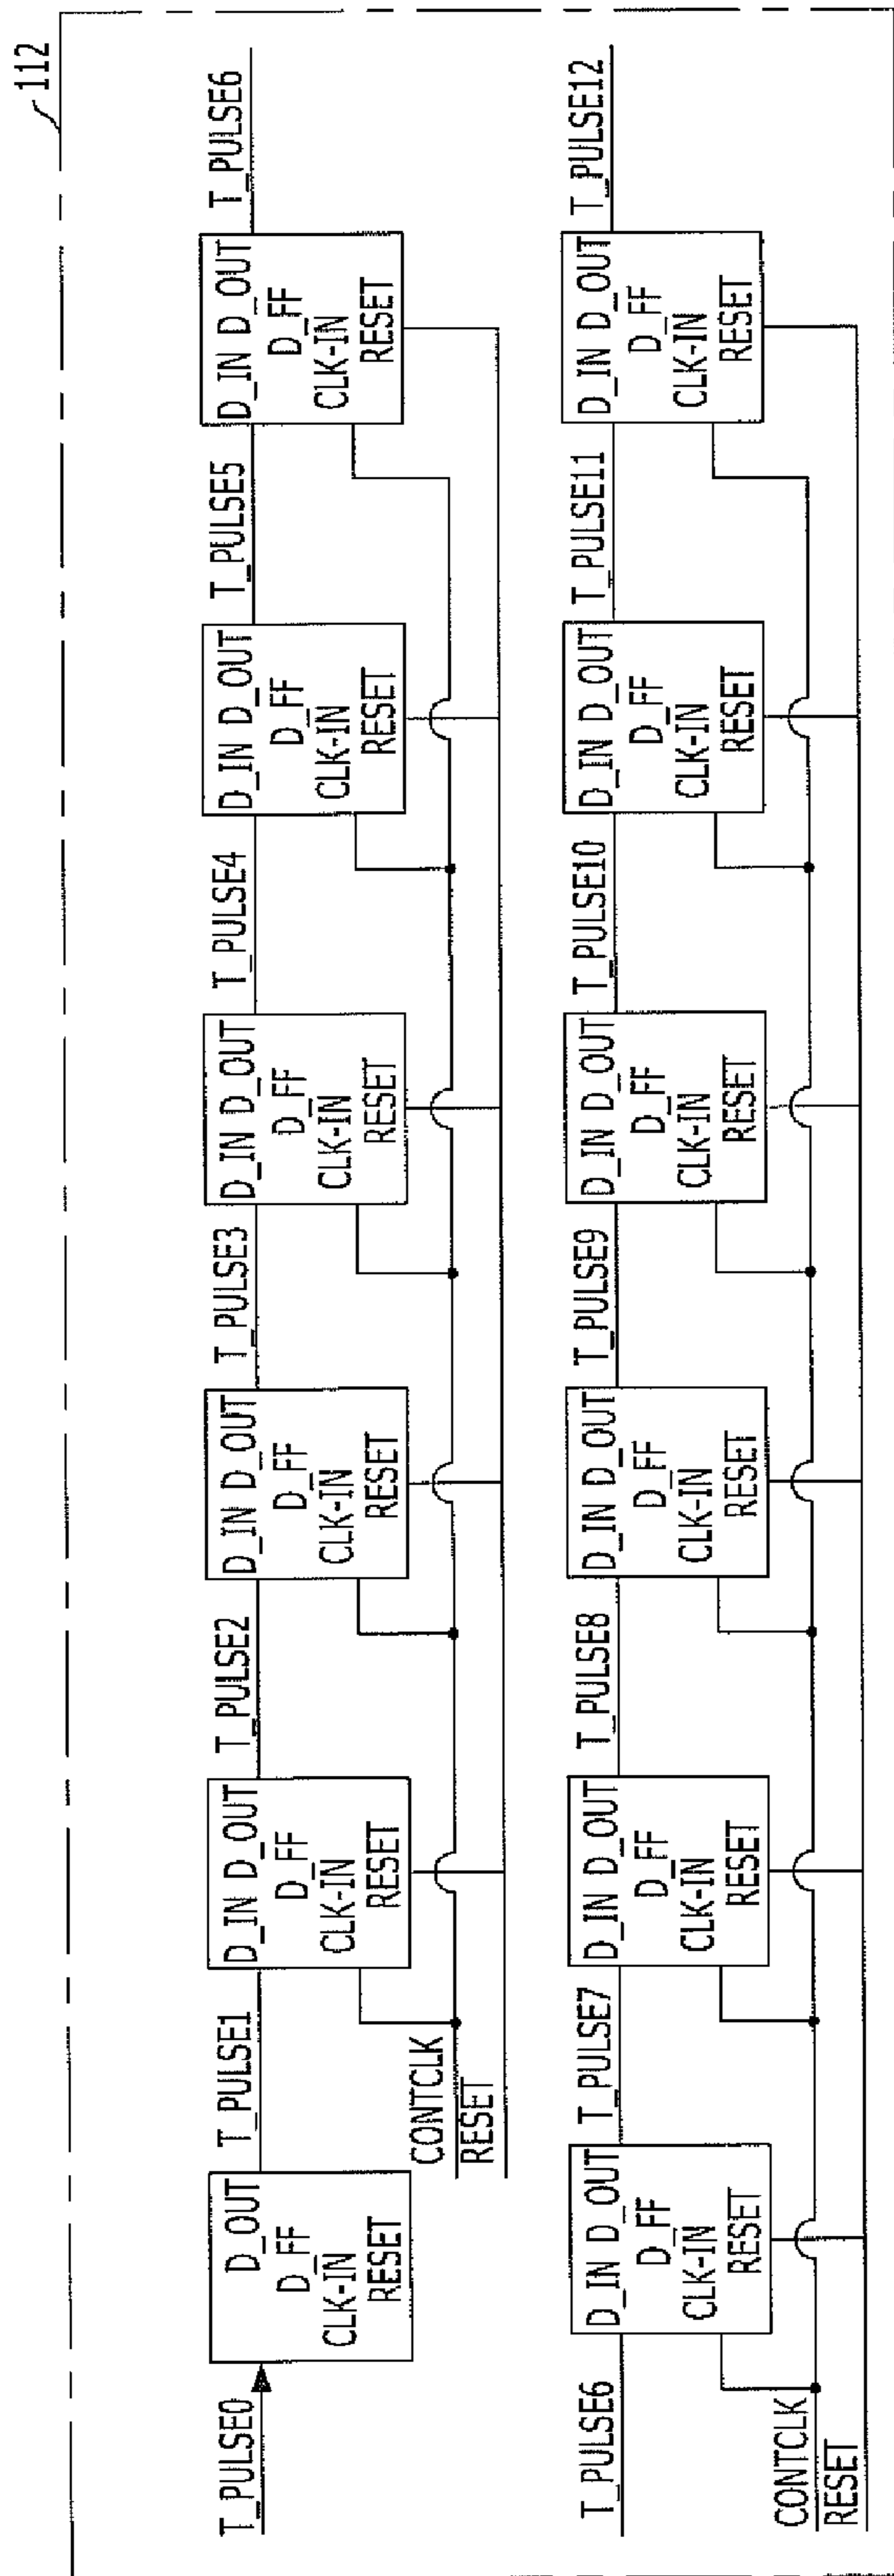 112
T_PULSE0 T_PULSE1 T_PULSE2 T_PULSE3 T_PULSE4 T_PULSE5 T_PULSE6
D_OUT D_IN D_OUT D_IN D_OUT D_IN D_OUT D_IN D_OUT D_IN D_OUT
D_FF D_FF D_FF D_FF D_FF D_FF
CLK-IN CLK-IN CLK-IN CLK-IN CLK-IN CLK-IN
RESET RESET RESET RESET RESET RESET
CONTCLK
RESET
T_PULSE6 T_PULSE7 T_PULSE8 T_PULSE9 T_PULSE10 T_PULSE11 T_PULSE12
D_IN D_OUT D_IN D_OUT D_IN D_OUT D_IN D_OUT D_IN D_OUT D_IN D_OUT
D_FF D_FF D_FF D_FF D_FF D_FF
CLK-IN CLK-IN CLK-IN CLK-IN CLK-IN CLK-IN
RESET RESET RESET RESET RESET RESET
CONTCLK
RESET